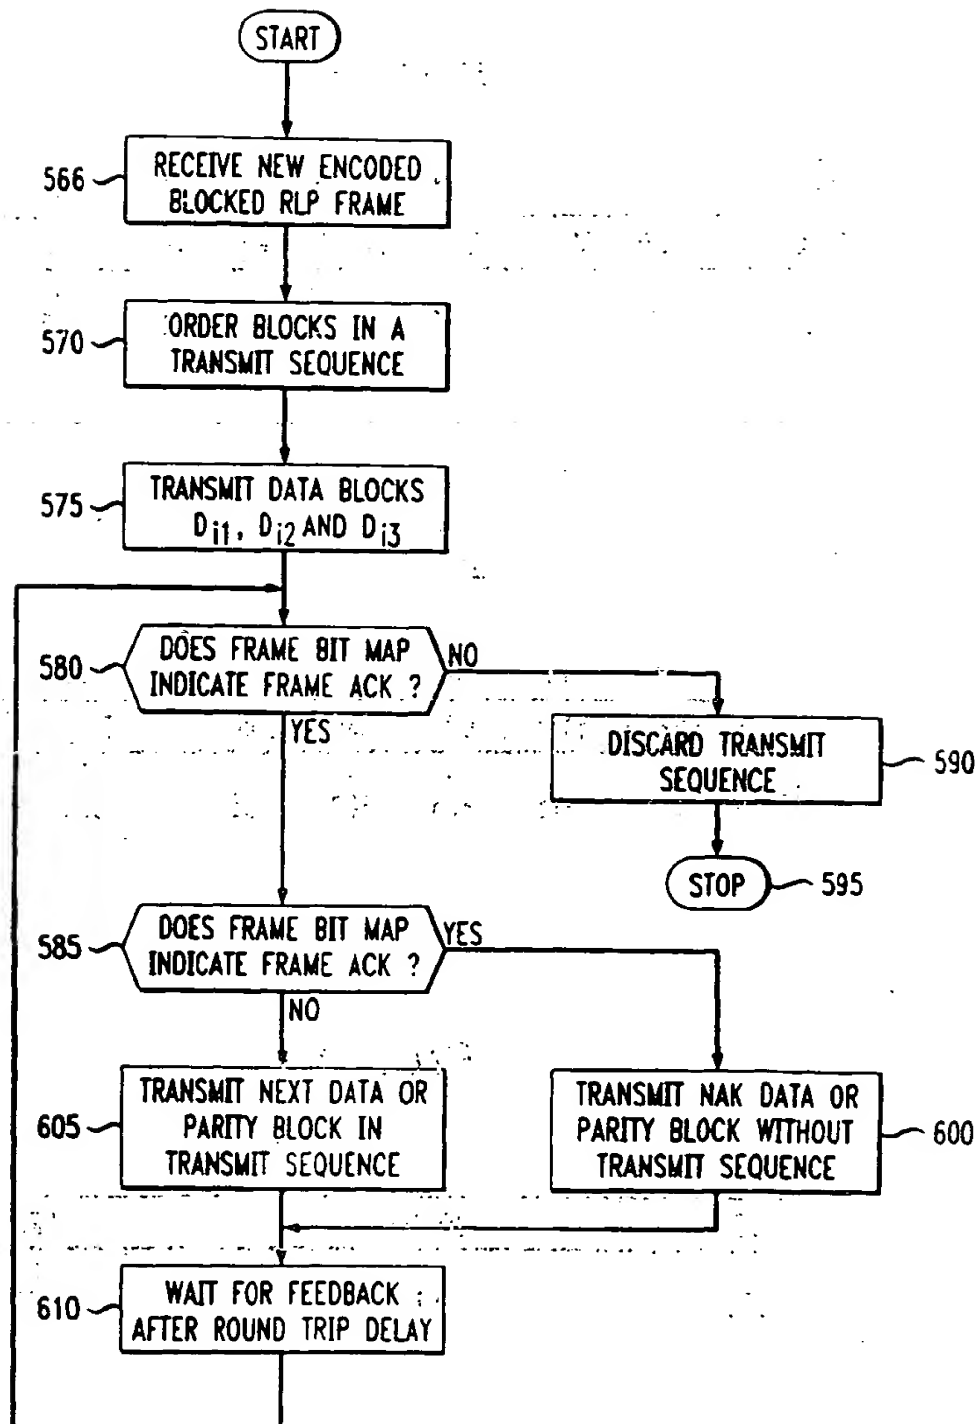 START
566
RECEIVE NEW ENCODED
BLOCKED RLP FRAME
570
ORDER BLOCKS IN A
TRANSMIT SEQUENCE
575
TRANSMIT DATA BLOCKS
Di1, Di2 AND Di3
580
DOES FRAME BIT MAP
INDICATE FRAME ACK ?
NO
YES
DISCARD TRANSMIT
SEQUENCE
590
STOP
595
585
DOES FRAME BIT MAP
INDICATE FRAME ACK ?
YES
NO
605
TRANSMIT NEXT DATA OR
PARITY BLOCK IN
TRANSMIT SEQUENCE
TRANSMIT NAK DATA OR
PARITY BLOCK WITHOUT
TRANSMIT SEQUENCE
600
610
WAIT FOR FEEDBACK
AFTER ROUND TRIP DELAY